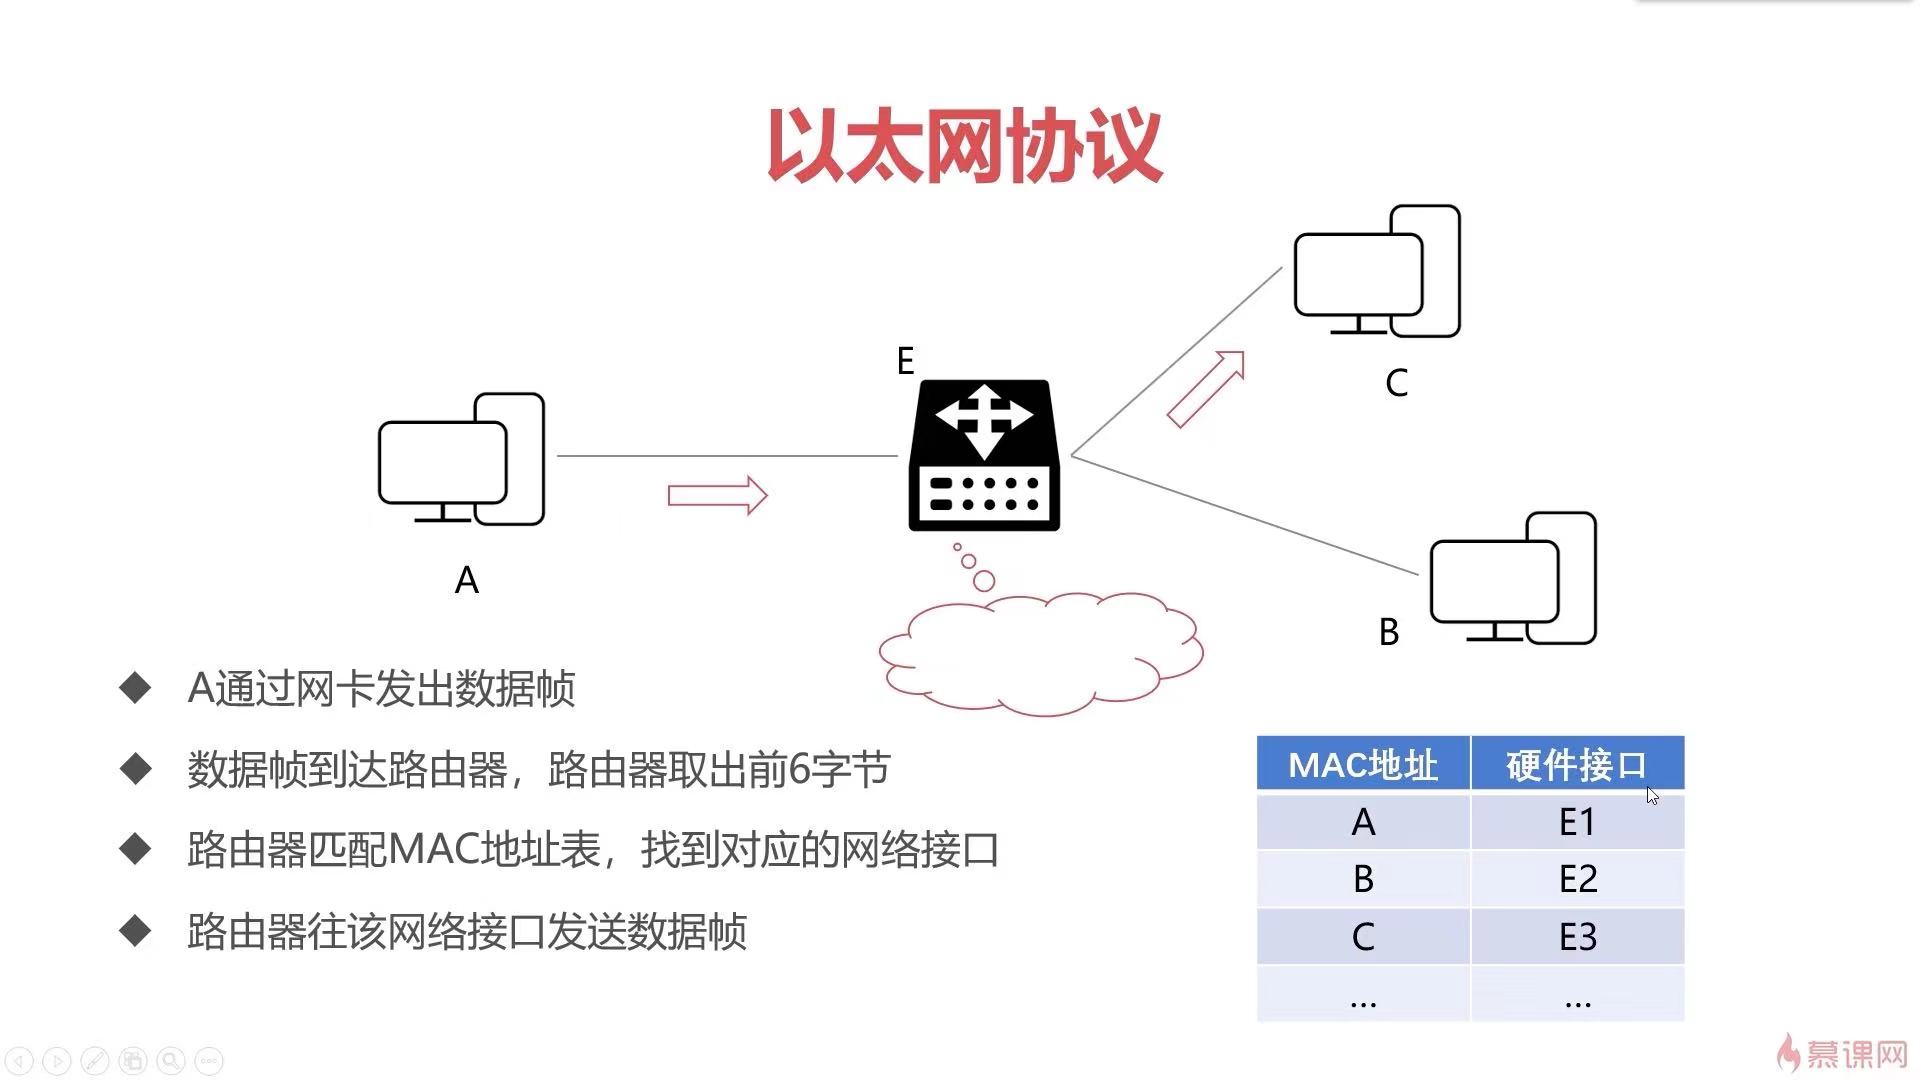 以太网协议
E
C
A
B
A通过网卡发出数据帧
数据帧到达路由器，路由器取出前6字节
路由器匹配MAC地址表，找到对应的网络接口
路由器往该网络接口发送数据帧
MAC地址 硬件接口
A E1
B E2
C E3
... ...
慕课网